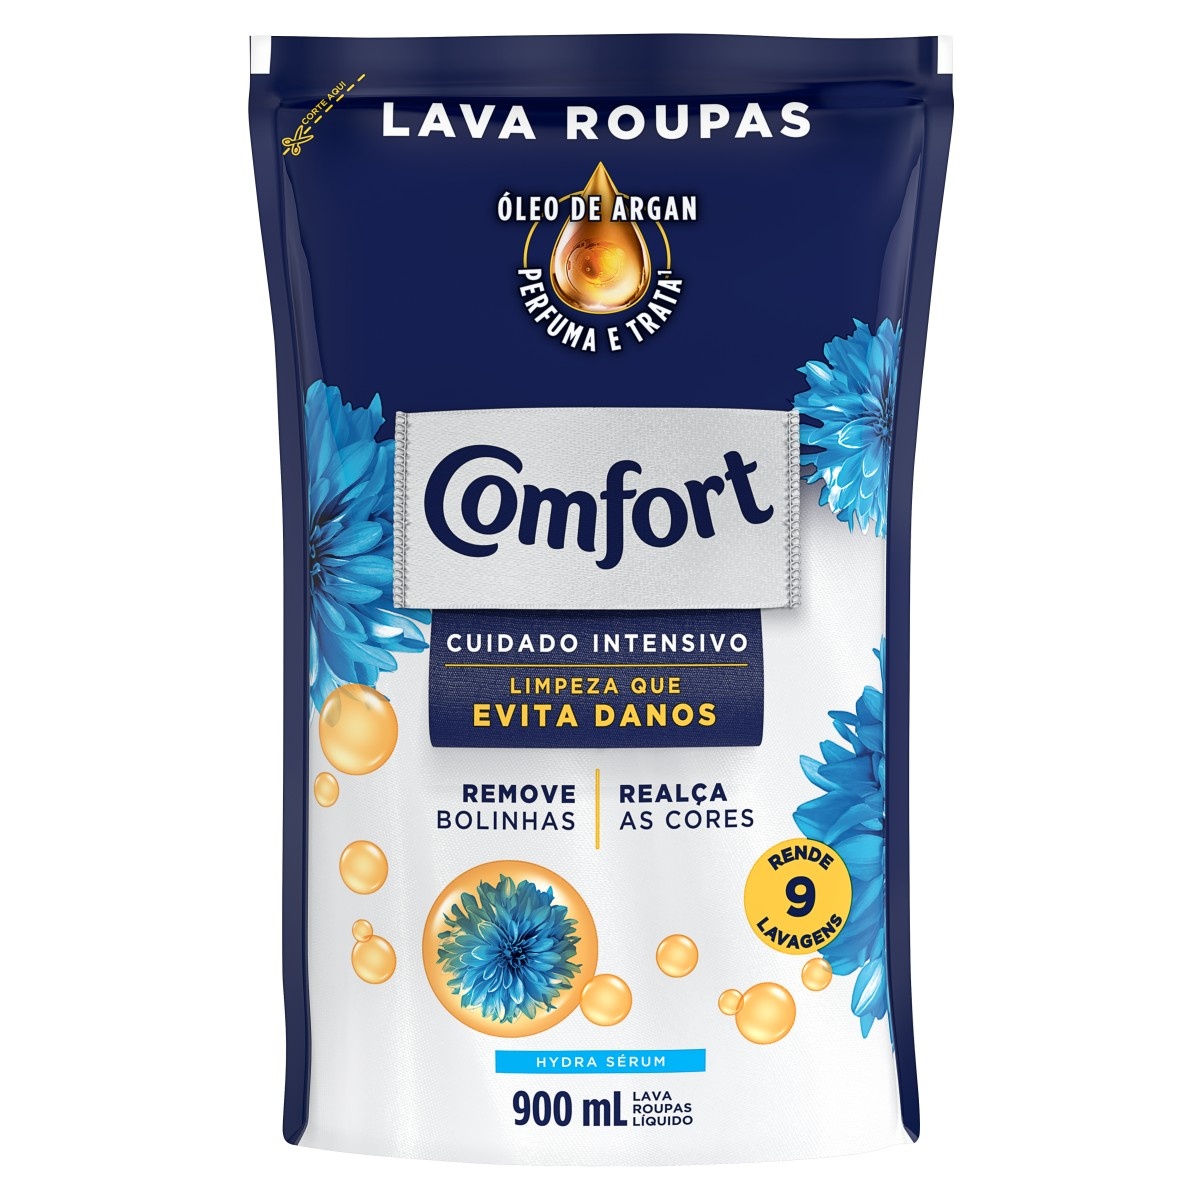 CORTE AQUI
LAVA ROUPAS
ÓLEO DE ARGAN
PERFUMA E TRATA¹
Comfort
CUIDADO INTENSIVO
LIMPEZA QUE
EVITA DANOS
REMOVE
BOLINHAS
REALÇA
AS CORES
RENDE
9
LAVAGENS
HYDRA SÉRUM
900 mL
LAVA
ROUPAS
LÍQUIDO